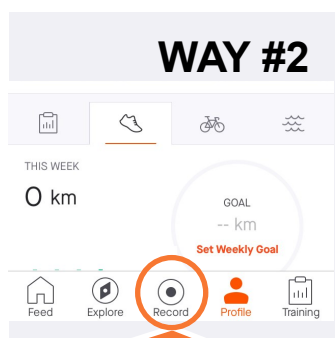 WAY #2
THIS WEEK
0 km
GOAL
-- km
Set Weekly Goal
Feed Explore Record Profile Training